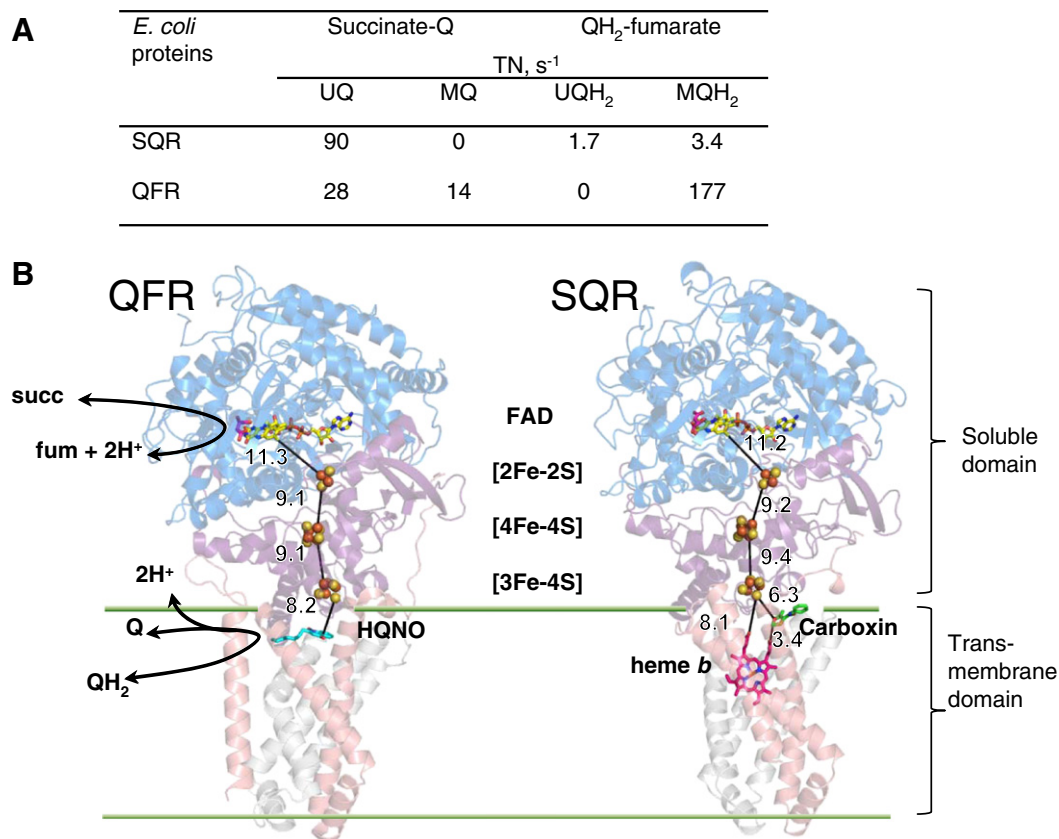 A
E. coli proteins
Succinate-Q
QH₂-fumarate
TN, s⁻¹
UQ MQ UQH₂ MQH₂
SQR 90 0 1.7 3.4
QFR 28 14 0 177
B
QFR
SQR
succ
fum + 2H⁺
11.3
9.1
9.1
8.2
2H⁺
Q
QH₂
HQNO
FAD
[2Fe-2S]
[4Fe-4S]
[3Fe-4S]
11.2
9.2
9.4
6.3
8.1
3.4
Carboxin
heme b
Soluble
domain
Trans-
membrane
domain